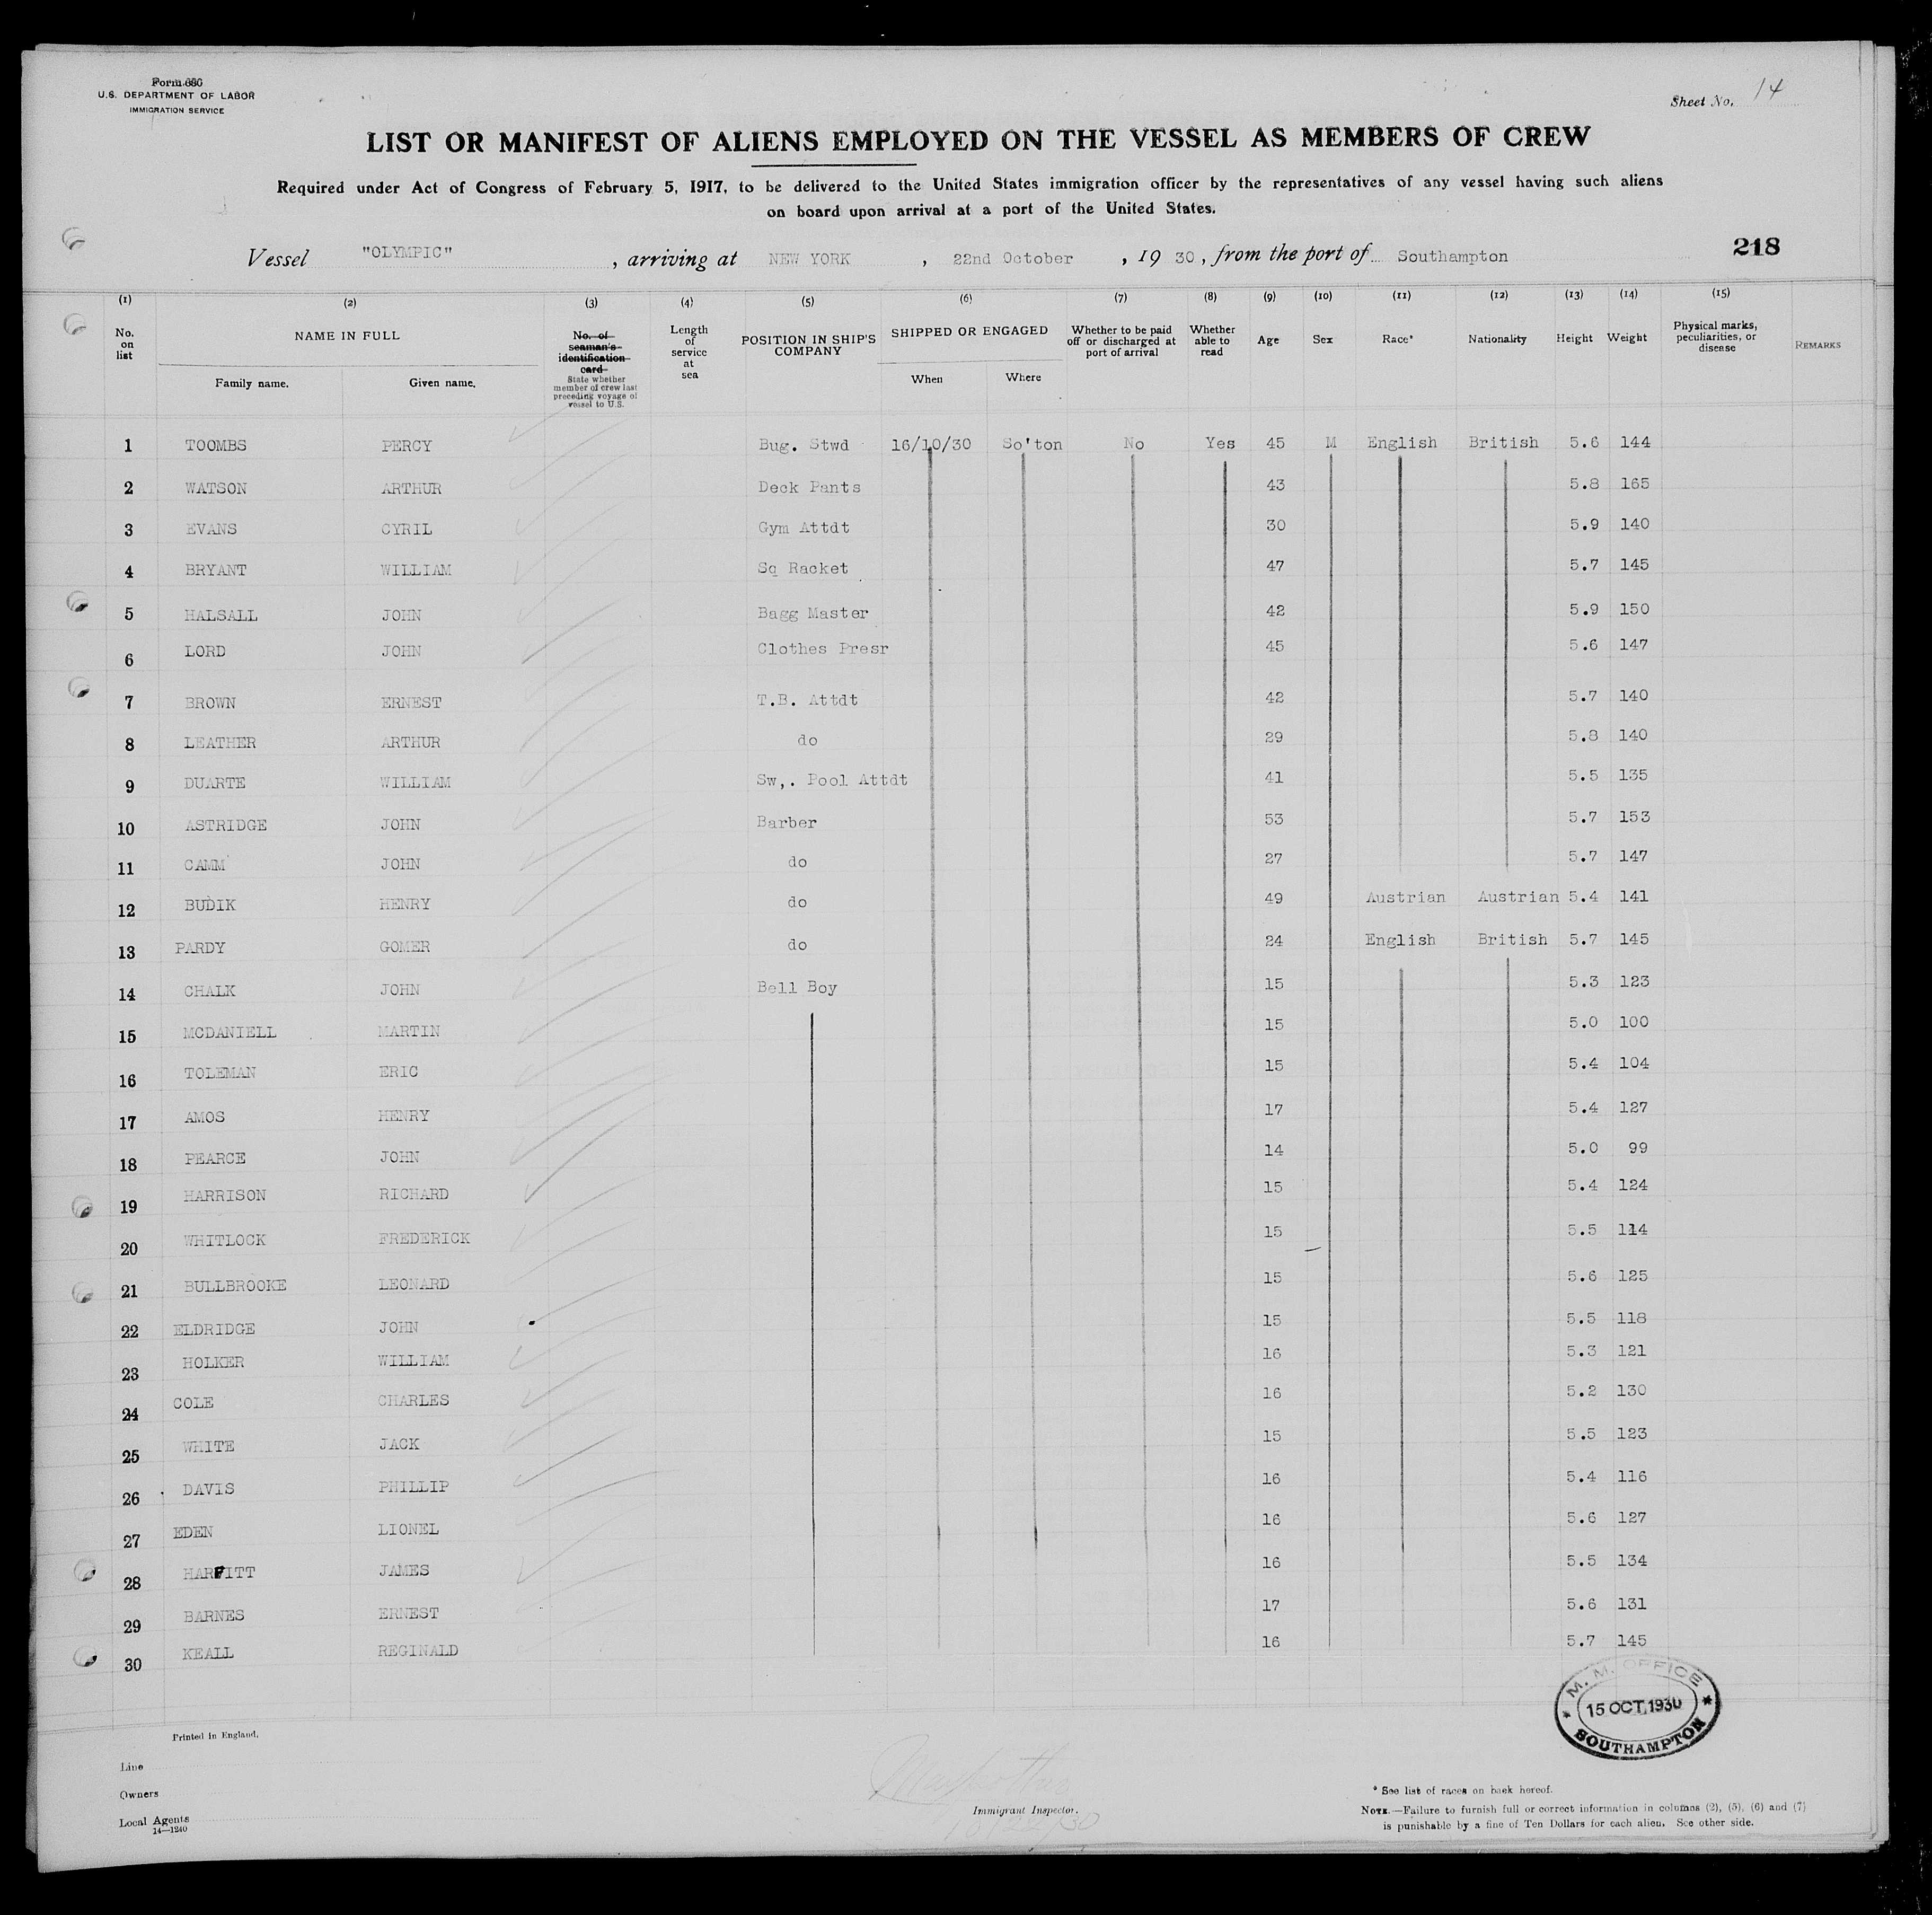 Form 680
U.S. DEPARTMENT OF LABOR
IMMIGRATION SERVICE
Sheet No. 14
LIST OR MANIFEST OF ALIENS EMPLOYED ON THE VESSEL AS MEMBERS OF CREW
Required under Act of Congress of February 5, 1917, to be delivered to the United States immigration officer by the representatives of any vessel having such aliens
on board upon arrival at a port of the United States.
Vessel "OLYMPIC", arriving at NEW YORK, 22nd October, 1930, from the port of Southampton 218
(1) (2) (3) (4) (5) (6) (7) (8) (9) (10) (11) (12) (13) (14) (15)
No. on list
NAME IN FULL
Family name. Given name.
No. of seaman's identification card
State whether member of crew last preceding voyage of vessel to U.S.
Length of service at sea
POSITION IN SHIP'S COMPANY
SHIPPED OR ENGAGED
When Where
Whether to be paid off or discharged at port of arrival
Whether able to read
Age
Sex
Race*
Nationality
Height
Weight
Physical marks, peculiarities, or disease
REMARKS
1 TOOMBS PERCY Bug. Stwd 16/10/30 So'ton No Yes 45 M English British 5.6 144
2 WATSON ARTHUR Deck Pants 43 5.8 165
3 EVANS CYRIL Gym Attdt 30 5.9 140
4 BRYANT WILLIAM Sq Racket 47 5.7 145
5 HALSALL JOHN Bagg Master 42 5.9 150
6 LORD JOHN Clothes Presr 45 5.6 147
7 BROWN ERNEST T.B. Attdt 42 5.7 140
8 LEATHER ARTHUR do 29 5.8 140
9 DUARTE WILLIAM Sw,. Pool Attdt 41 5.5 135
10 ASTRIDGE JOHN Barber 53 5.7 153
11 CAMM JOHN do 27 5.7 147
12 BUDIK HENRY do 49 Austrian Austrian 5.4 141
13 PARDY GOMER do 24 English British 5.7 145
14 CHALK JOHN Bell Boy 15 5.3 123
15 MCDANIELL MARTIN 15 5.0 100
16 TOLEMAN ERIC 15 5.4 104
17 AMOS HENRY 17 5.4 127
18 PEARCE JOHN 14 5.0 99
19 HARRISON RICHARD 15 5.4 124
20 WHITLOCK FREDERICK 15 5.5 114
21 BULLBROOKE LEONARD 15 5.6 125
22 ELDRIDGE JOHN 15 5.5 118
23 HOLKER WILLIAM 16 5.3 121
24 COLE CHARLES 16 5.2 130
25 WHITE JACK 15 5.5 123
26 DAVIS PHILLIP 16 5.4 116
27 EDEN LIONEL 16 5.6 127
28 HARFITT JAMES 16 5.5 134
29 BARNES ERNEST 17 5.6 131
30 KEALL REGINALD 16 5.7 145
M. M. OFFICE
15 OCT. 1930
SOUTHAMPTON
Printed in England.
Line
Owners
Local Agents
14—1240
Immigrant Inspector.
10/22/30
* See list of races on back hereof.
NOTE.—Failure to furnish full or correct information in columns (2), (5), (6) and (7)
is punishable by a fine of Ten Dollars for each alien. See other side.